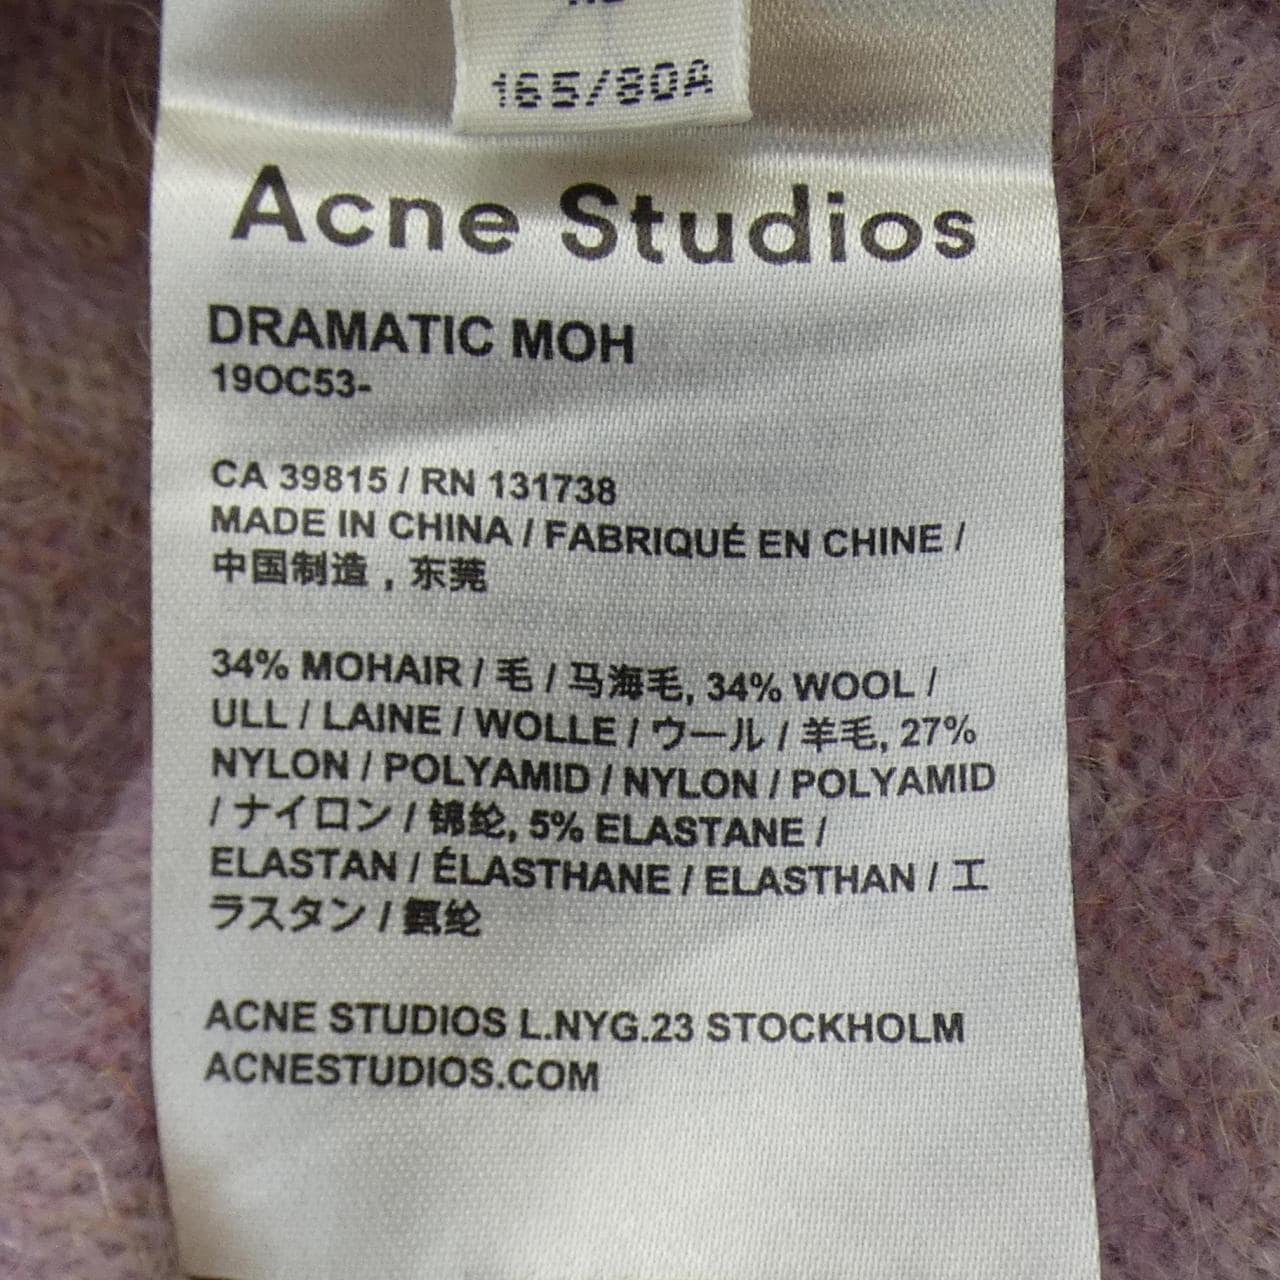 165/80A
Acne Studios
DRAMATIC MOH
19OC53-
CA 39815 / RN 131738
MADE IN CHINA / FABRIQUÉ EN CHINE /
中国制造，东莞
34% MOHAIR / 毛 / 马海毛, 34% WOOL /
ULL / LAINE / WOLLE / ウール / 羊毛, 27%
NYLON / POLYAMID / NYLON / POLYAMID
/ ナイロン / 锦纶, 5% ELASTANE /
ELASTAN / ÉLASTHANE / ELASTHAN / エ
ラスタン / 氨纶
ACNE STUDIOS L.NYG.23 STOCKHOLM
ACNESTUDIOS.COM